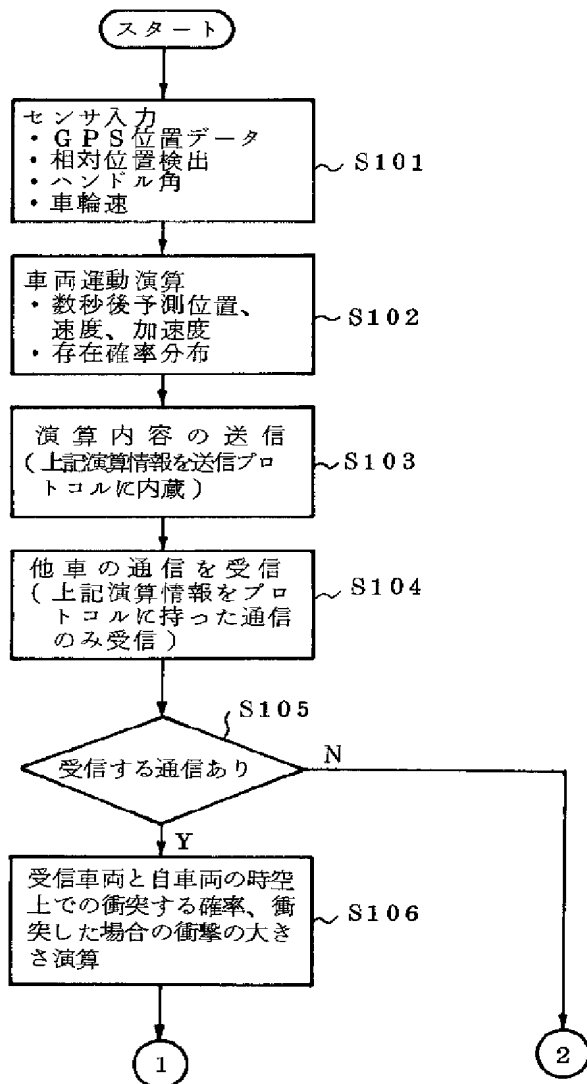 スタート
センサ入力
・GPS位置データ
・相対位置検出
・ハンドル角
・車輪速
S101
車両運動演算
・数秒後予測位置、
速度、加速度
・存在確率分布
S102
演算内容の送信
(上記演算情報を送信プロ
トコルに内蔵)
S103
他車の通信を受信
(上記演算情報をプロ
トコルに持った通信
のみ受信)
S104
S105
受信する通信あり
N
Y
受信車両と自車両の時空
上での衝突する確率、衝
突した場合の衝撃の大き
さ演算
S106
1
2